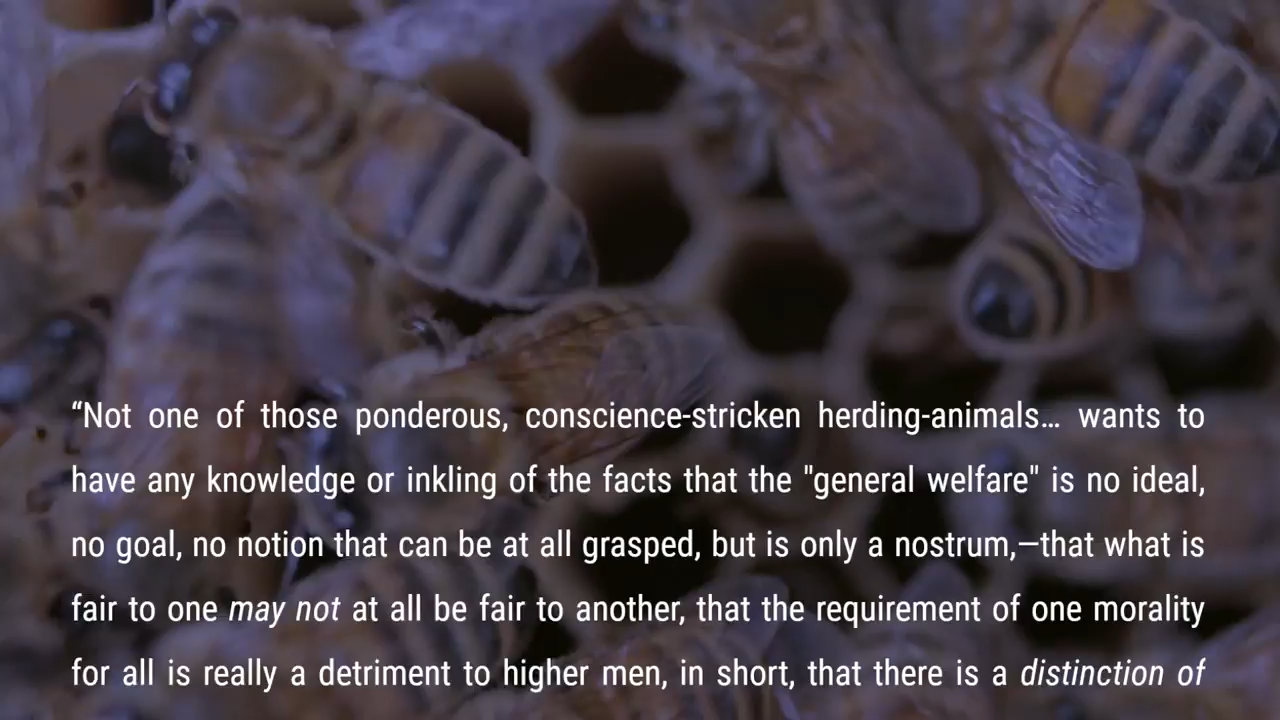 “Not one of those ponderous, conscience-stricken herding-animals… wants to
have any knowledge or inkling of the facts that the "general welfare" is no ideal,
no goal, no notion that can be at all grasped, but is only a nostrum,—that what is
fair to one may not at all be fair to another, that the requirement of one morality
for all is really a detriment to higher men, in short, that there is a distinction of